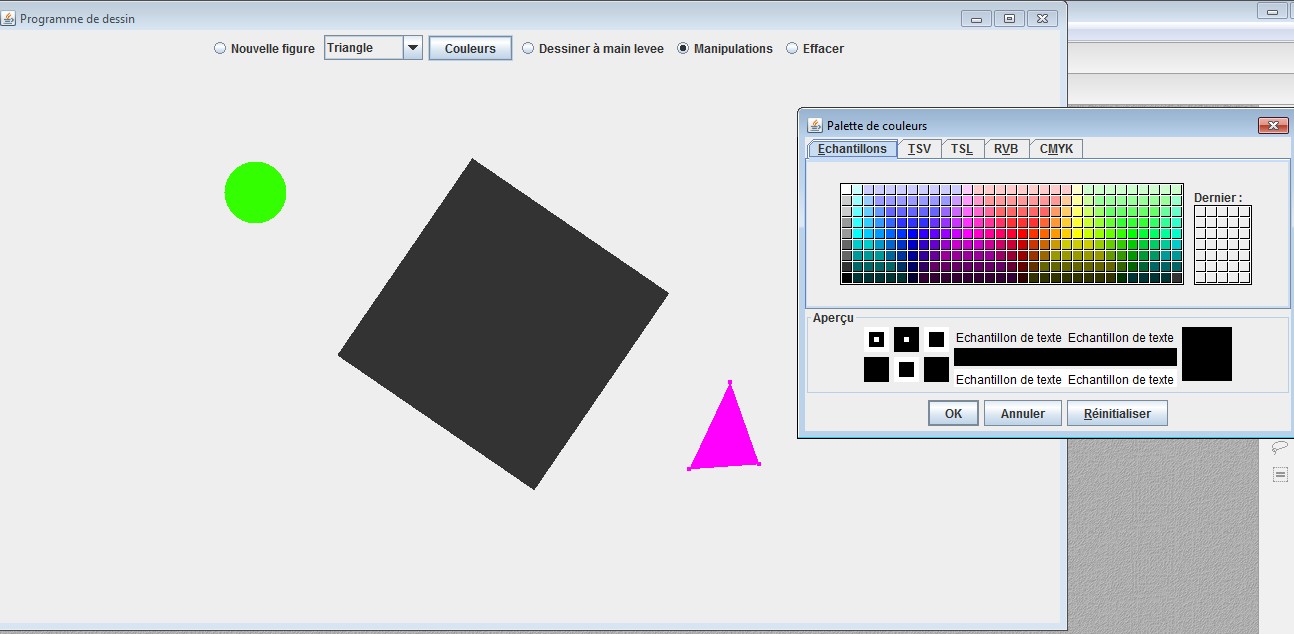 Programme de dessin
Nouvelle figure Triangle Couleurs Dessiner à main levee Manipulations Effacer
Palette de couleurs
Echantillons TSV TSL RVB CMYK
Dernier :
Aperçu
Echantillon de texte Echantillon de texte
Echantillon de texte Echantillon de texte
OK Annuler Réinitialiser